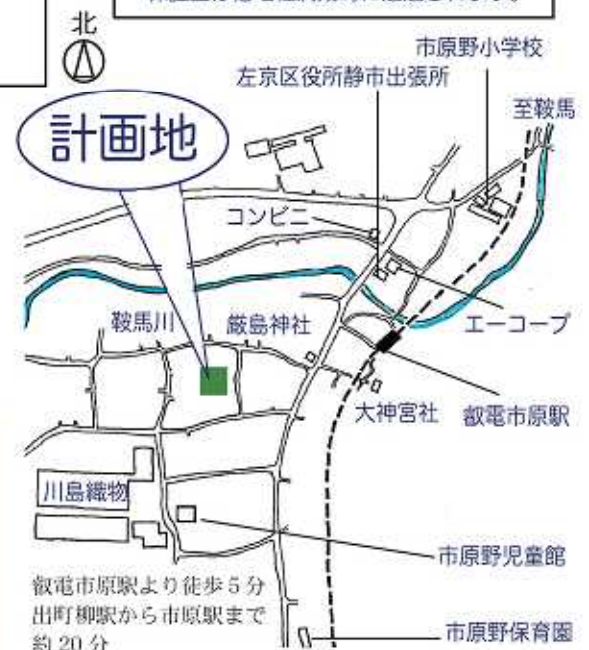 北
市原野小学校
左京区役所静市出張所
至鞍馬
計画地
コンビニ
鞍馬川
厳島神社
エーコープ
大神宮社
叡電市原駅
川島織物
市原野児童館
叡電市原駅より徒歩5分
出町柳駅から市原駅まで
約20分
市原野保育園